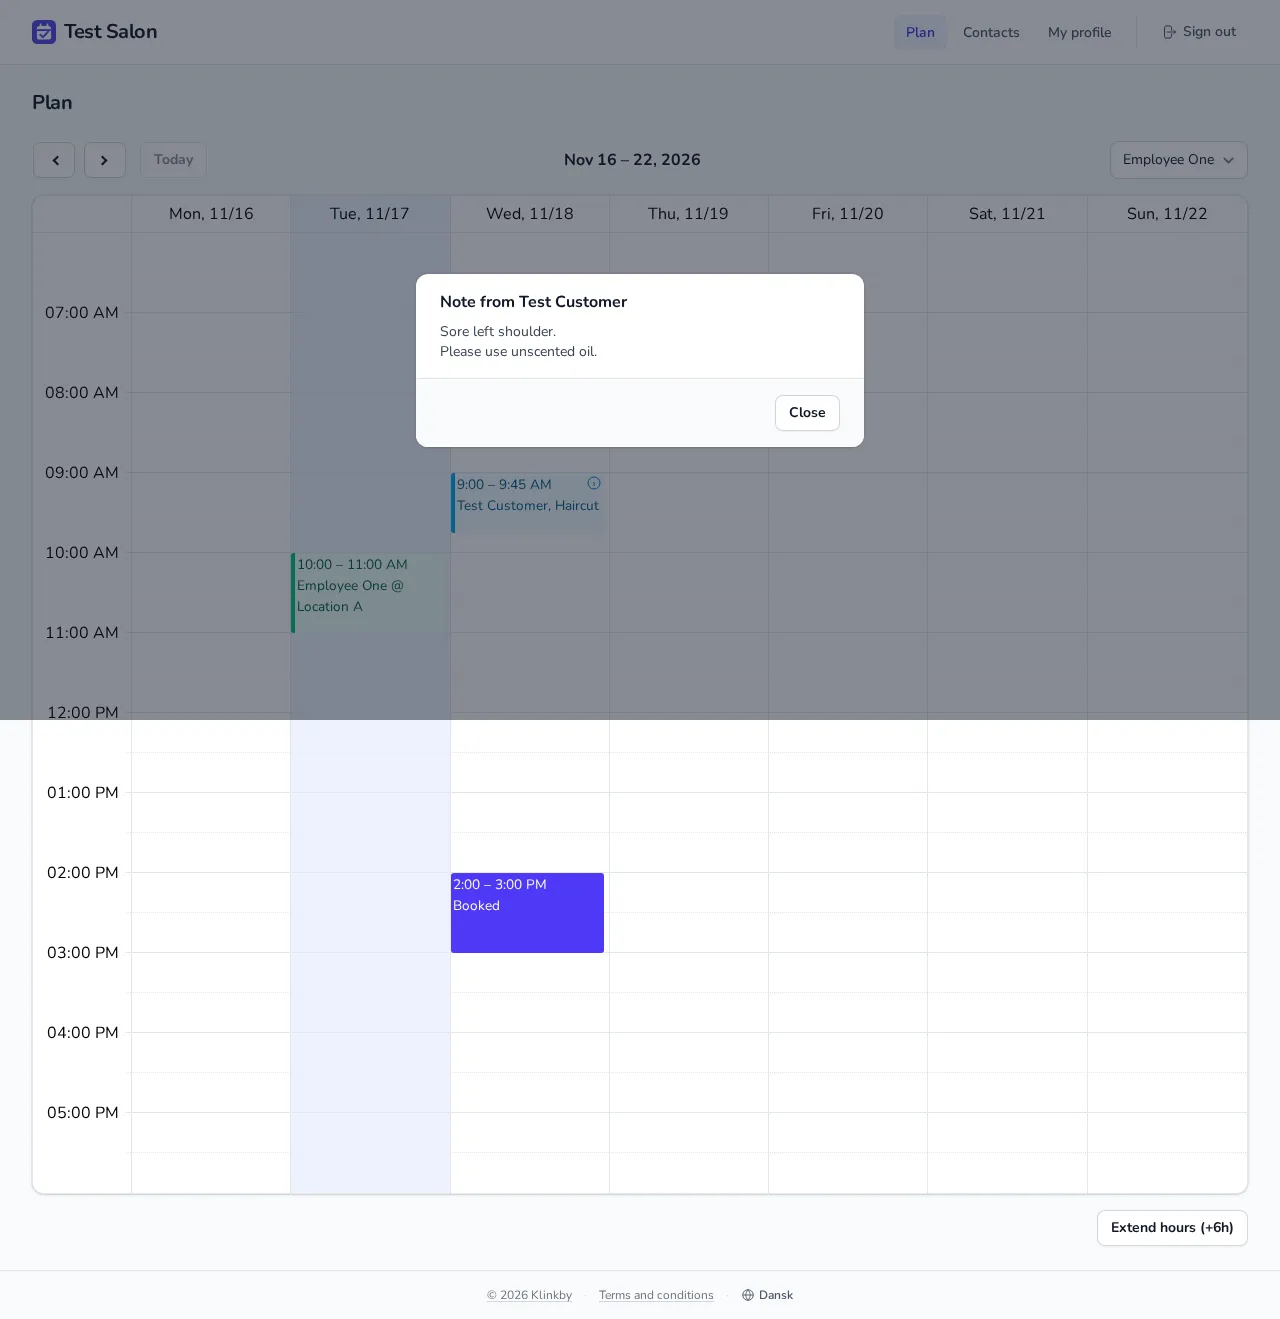 Test Salon
Plan
Contacts
My profile
Sign out
Plan
Today
Nov 16 – 22, 2026
Employee One
Mon, 11/16
Tue, 11/17
Wed, 11/18
Thu, 11/19
Fri, 11/20
Sat, 11/21
Sun, 11/22
Note from Test Customer
Sore left shoulder.
Please use unscented oil.
Close
07:00 AM
08:00 AM
09:00 AM
9:00 – 9:45 AM
Test Customer, Haircut
10:00 AM
10:00 – 11:00 AM
Employee One @
Location A
11:00 AM
12:00 PM
01:00 PM
02:00 PM
2:00 – 3:00 PM
Booked
03:00 PM
04:00 PM
05:00 PM
Extend hours (+6h)
© 2026 Klinkby · Terms and conditions · Dansk